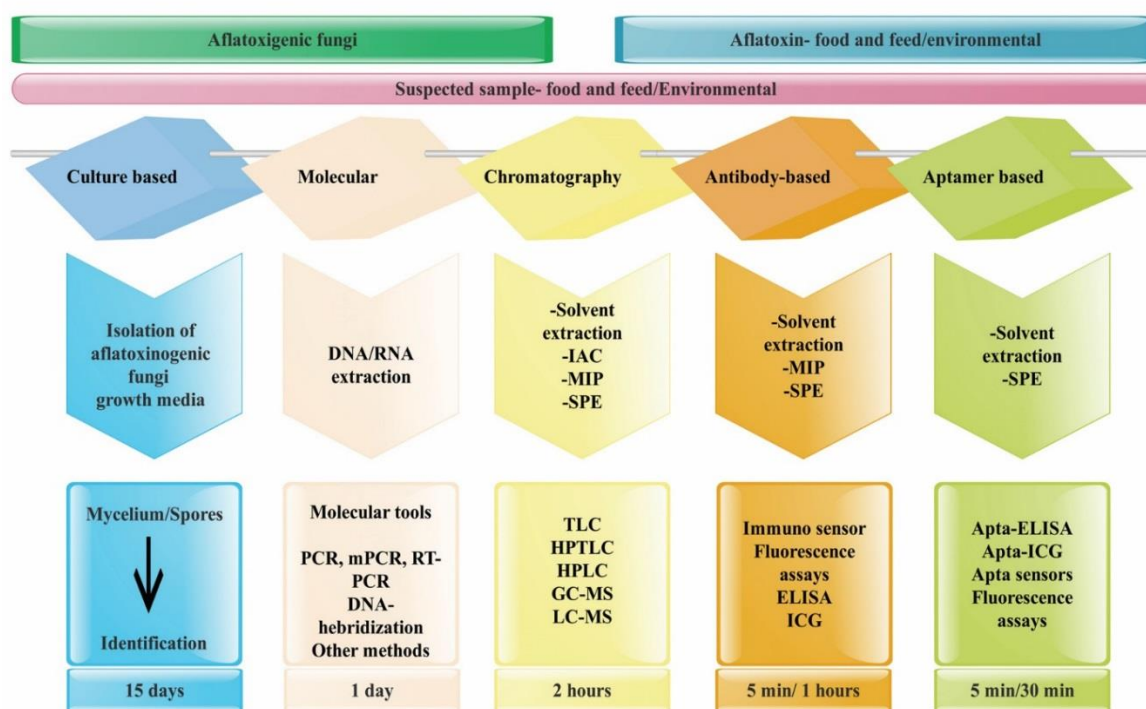 Aflatoxigenic fungi
Aflatoxin- food and feed/environmental
Suspected sample- food and feed/Environmental
Culture based
Molecular
Chromatography
Antibody-based
Aptamer based
Isolation of
aflatoxinogenic
fungi
growth media
DNA/RNA
extraction
-Solvent
extraction
-IAC
-MIP
-SPE
-Solvent
extraction
-MIP
-SPE
-Solvent
extraction
-SPE
Mycelium/Spores
Identification
Molecular tools
PCR, mPCR, RT-
PCR
DNA-
hebridization
Other methods
TLC
HPTLC
HPLC
GC-MS
LC-MS
Immuno sensor
Fluorescence
assays
ELISA
ICG
Apta-ELISA
Apta-ICG
Apta sensors
Fluorescence
assays
15 days
1 day
2 hours
5 min/ 1 hours
5 min/30 min